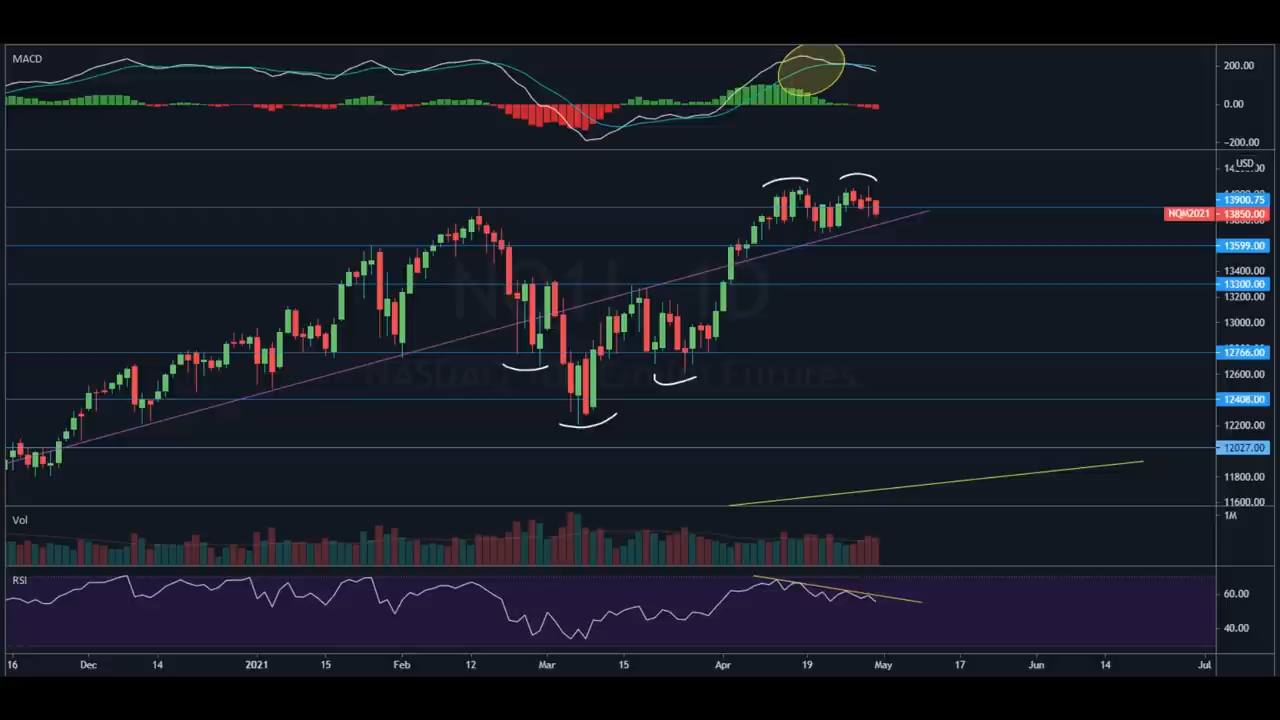 MACD
200.00
0.00
-200.00
USD
13900.75
NQM2021 13850.00
13599.00
13400.00
13300.00
13200.00
13000.00
12766.00
12600.00
12408.00
12200.00
12027.00
11800.00
11600.00
Vol
1M
RSI
60.00
40.00
16 Dec 14 2021 15 Feb 12 Mar 15 Apr 19 May 17 Jun 14 Jul